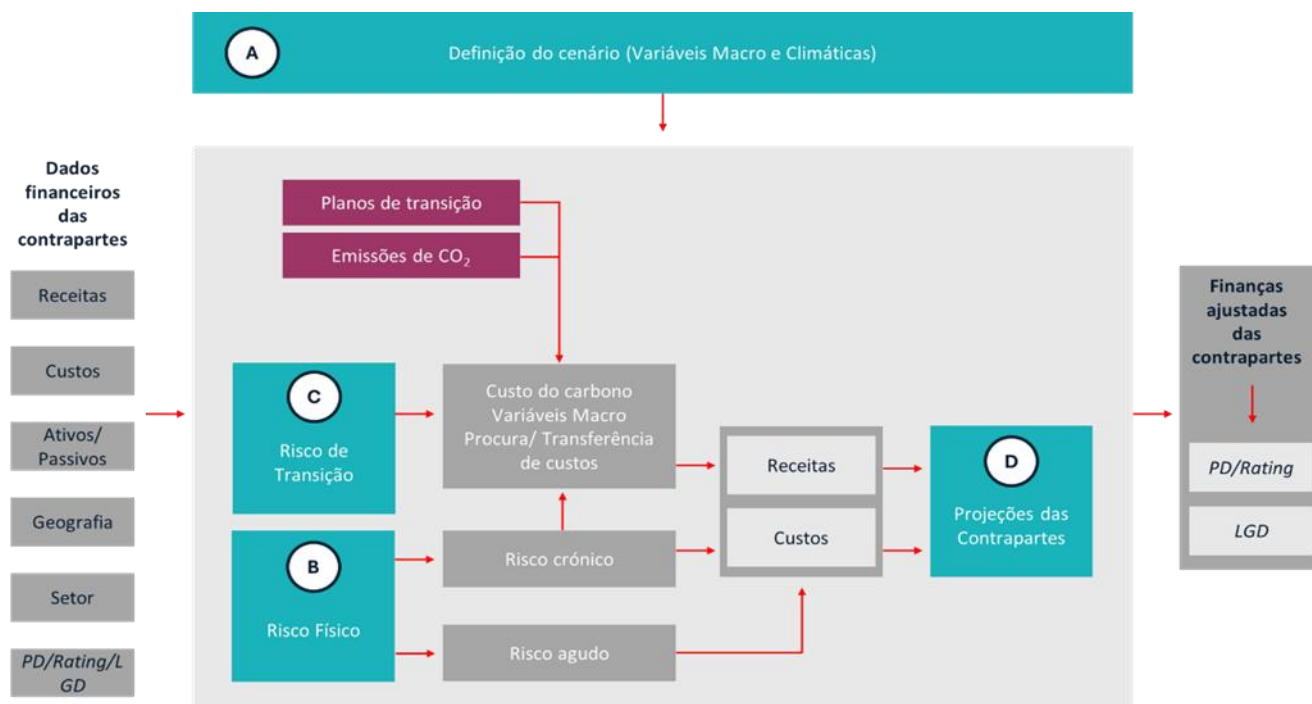 A
Definição do cenário (Variáveis Macro e Climáticas)
Dados
financeiros
das
contrapartes
Receitas
Custos
Ativos/
Passivos
Geografia
Setor
PD/Rating/L
GD
Planos de transição
Emissões de CO₂
C
Risco de
Transição
Custo do carbono
Variáveis Macro
Procura/ Transferência
de custos
B
Risco Físico
Risco crónico
Risco agudo
Receitas
Custos
D
Projeções das
Contrapartes
Finanças
ajustadas
das
contrapartes
PD/Rating
LGD